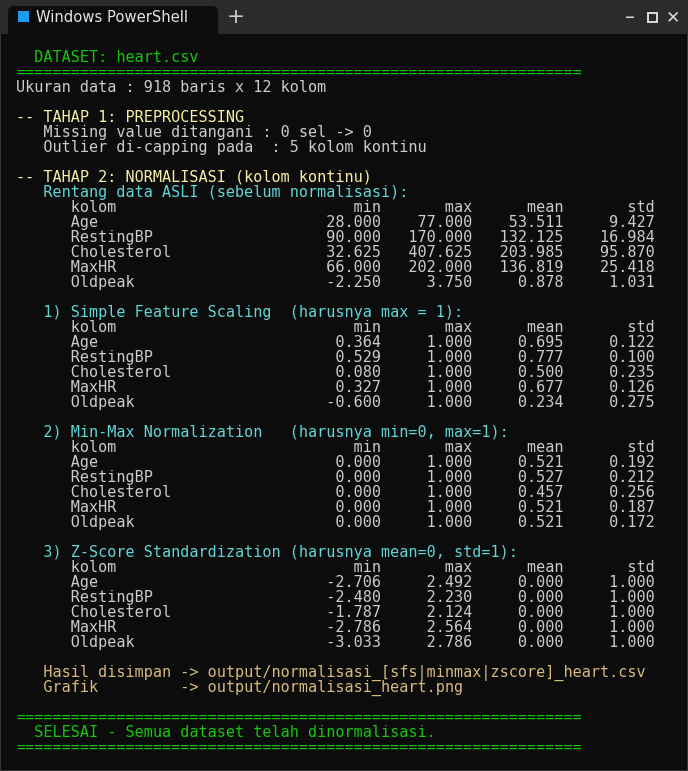 Windows PowerShell
DATASET: heart.csv
==============================================================
Ukuran data : 918 baris x 12 kolom
-- TAHAP 1: PREPROCESSING
Missing value ditangani : 0 sel -> 0
Outlier di-capping pada  : 5 kolom kontinu
-- TAHAP 2: NORMALISASI (kolom kontinu)
Rentang data ASLI (sebelum normalisasi):
kolom                          min       max      mean       std
Age                         28.000    77.000    53.511     9.427
RestingBP                   90.000   170.000   132.125    16.984
Cholesterol                 32.625   407.625   203.985    95.870
MaxHR                       66.000   202.000   136.819    25.418
Oldpeak                     -2.250     3.750     0.878     1.031
1) Simple Feature Scaling  (harusnya max = 1):
kolom                          min       max      mean       std
Age                          0.364     1.000     0.695     0.122
RestingBP                    0.529     1.000     0.777     0.100
Cholesterol                  0.080     1.000     0.500     0.235
MaxHR                        0.327     1.000     0.677     0.126
Oldpeak                     -0.600     1.000     0.234     0.275
2) Min-Max Normalization   (harusnya min=0, max=1):
kolom                          min       max      mean       std
Age                          0.000     1.000     0.521     0.192
RestingBP                    0.000     1.000     0.527     0.212
Cholesterol                  0.000     1.000     0.457     0.256
MaxHR                        0.000     1.000     0.521     0.187
Oldpeak                      0.000     1.000     0.521     0.172
3) Z-Score Standardization (harusnya mean=0, std=1):
kolom                          min       max      mean       std
Age                         -2.706     2.492     0.000     1.000
RestingBP                   -2.480     2.230     0.000     1.000
Cholesterol                 -1.787     2.124     0.000     1.000
MaxHR                       -2.786     2.564     0.000     1.000
Oldpeak                     -3.033     2.786     0.000     1.000
Hasil disimpan -> output/normalisasi_[sfs|minmax|zscore]_heart.csv
Grafik         -> output/normalisasi_heart.png
==============================================================
SELESAI - Semua dataset telah dinormalisasi.
==============================================================